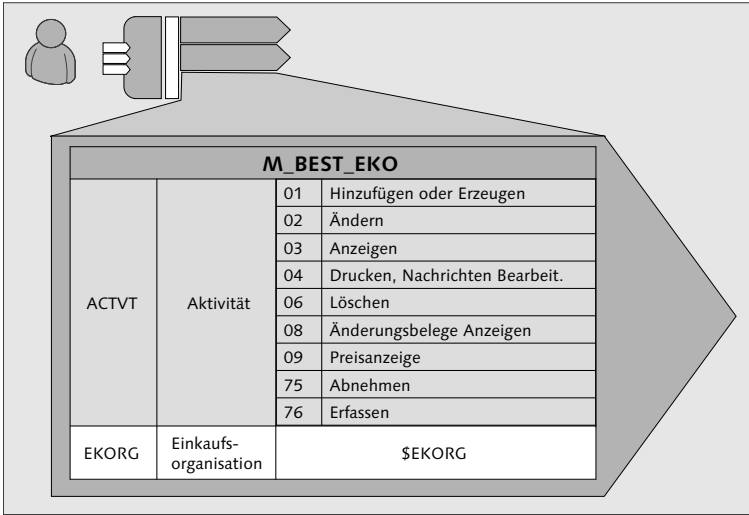 M_BEST_EKO
ACTVT
Aktivität
01 Hinzufügen oder Erzeugen
02 Ändern
03 Anzeigen
04 Drucken, Nachrichten Bearbeit.
06 Löschen
08 Änderungsbelege Anzeigen
09 Preisanzeige
75 Abnehmen
76 Erfassen
EKORG
Einkaufs-
organisation
$EKORG